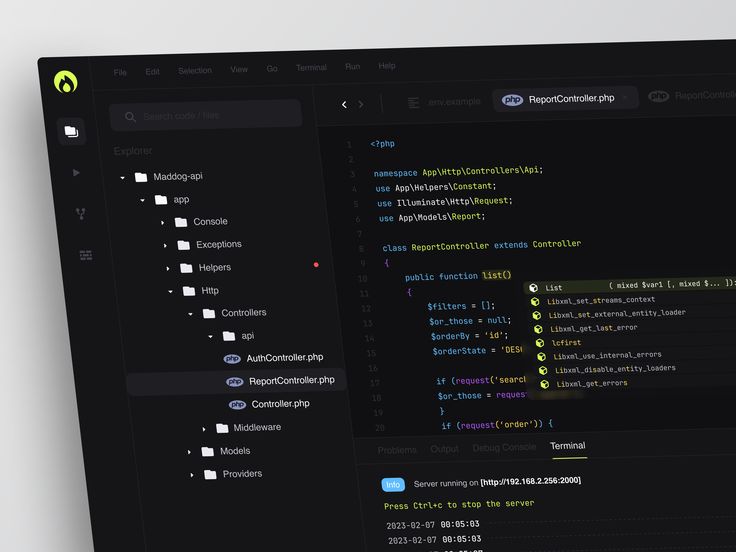 File Edit Selection View Go Terminal Run Help
Search code / files
Explorer
Maddog-api
app
Console
Exceptions
Helpers
Http
Controllers
api
php AuthController.php
php ReportController.php
php Controller.php
Middleware
Models
Providers
.env.example
php ReportController.php
php
1 <?php
2
3 namespace App\Http\Controllers\Api;
4 use App\Helpers\Constant;
5 use Illuminate\Http\Request;
6 use App\Models\Report;
7
8 class ReportController extends Controller
9 {
10 public function list()
11 {
12 $filters = [];
13 $or_those = null;
14 $orderBy = 'id';
15 $orderState = 'DESC
16
17 if (request('search
18 $or_those = reques
19 }
20 if (request('order')) {
List ( mixed $var1 [, mixed $... ]):
Libxml_set_streams_context
Libxml_set_external_entity_loader
Libxml_get_last_error
lcfirst
Libxml_use_internal_errors
Libxml_disable_entity_loaders
Libxml_get_errors
Problems Output Debug Console Terminal
Info Server running on [http://192.168.2.256:2000]
Press Ctrl+c to stop the server
2023-02-07 00:05:03
2023-02-07 00:05:03